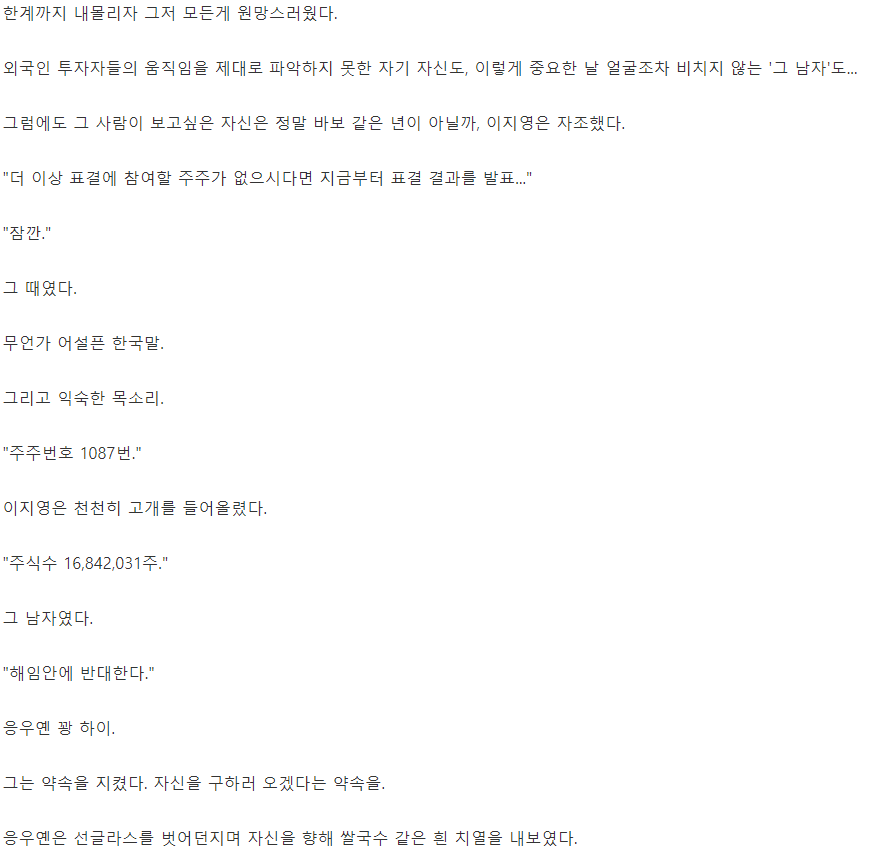 한계까지 내몰리자 그저 모든게 원망스러웠다.
외국인 투자자들의 움직임을 제대로 파악하지 못한 자기 자신도, 이렇게 중요한 날 얼굴조차 비치지 않는 '그 남자'도...
그럼에도 그 사람이 보고싶은 자신은 정말 바보 같은 년이 아닐까, 이지영은 자조했다.
"더 이상 표결에 참여할 주주가 없으시다면 지금부터 표결 결과를 발표..."
"잠깐."
그 때였다.
무언가 어설픈 한국말.
그리고 익숙한 목소리.
"주주번호 1087번."
이지영은 천천히 고개를 들어올렸다.
"주식수 16,842,031주."
그 남자였다.
"해임안에 반대한다."
응우옌 꽝 하이.
그는 약속을 지켰다. 자신을 구하러 오겠다는 약속을.
응우옌은 선글라스를 벗어던지며 자신을 향해 쌀국수 같은 흰 치열을 내보였다.